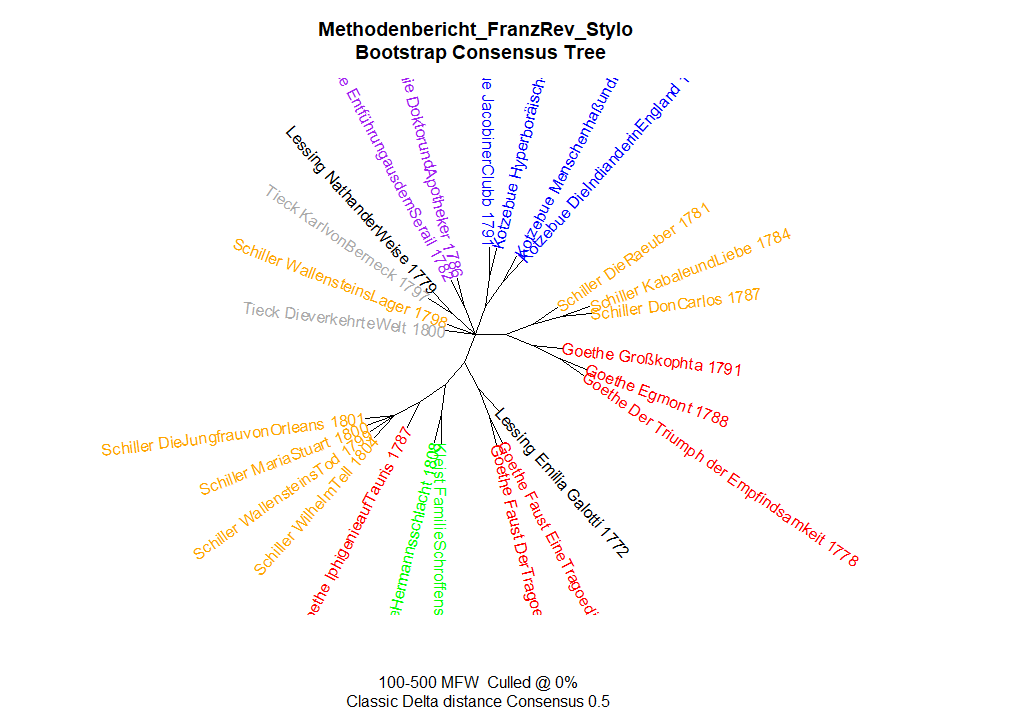 Methodenbericht_FranzRev_Stylo
Bootstrap Consensus Tree
e EntführungausdemSerail 1782
ie DoktorundApotheker 1786
e JacobinerClubb 1791
Kotzebue Hyperboräisch
Kotzebue Menschenhaßund
Kotzebue DieIndianderinEngland
Lessing NathanderWeise 1779
Tieck KarlvonBerneck 1797
Schiller WallensteinsLager 1798
Tieck DieverkehrteWelt 1800
Schiller DieRaeuber 1781
Schiller KabaleundLiebe 1784
Schiller DonCarlos 1787
Goethe Großkophta 1791
Goethe Egmont 1788
Goethe Der Triumph der Empfindsamkeit 1778
Lessing Emilia Galotti 1772
Goethe Faust EineTragoedi
Goethe Faust DerTragoe
Kleist FamilieSchroffens
eHermannsschlacht 1808
oethe IphigenieaufTauris 1787
Schiller WilhelmTell 1804
Schiller WallensteinsTod 1799
Schiller MariaStuart 1800
Schiller DieJungfrauvonOrleans 1801
100-500 MFW Culled @ 0%
Classic Delta distance Consensus 0.5